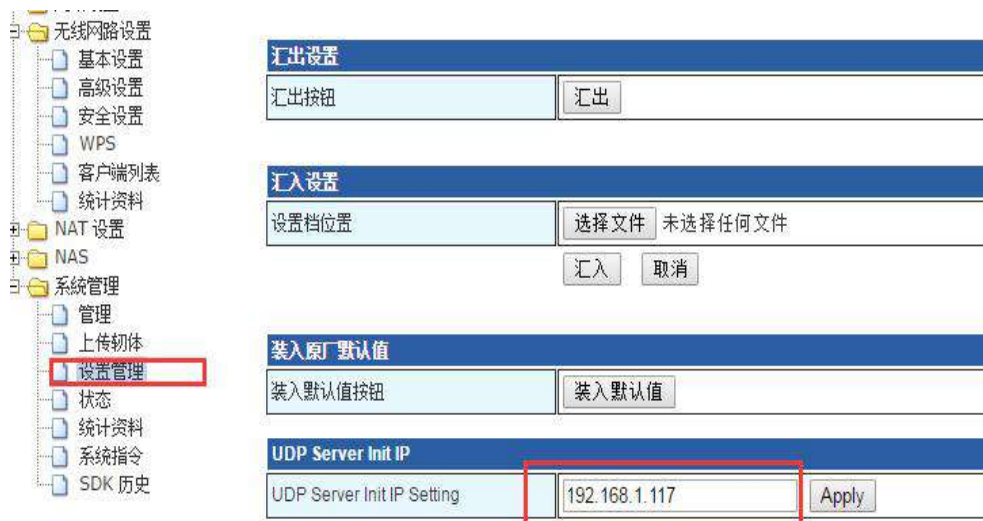 无线网路设置
基本设置
高级设置
安全设置
WPS
客户端列表
统计资料
NAT 设置
NAS
系统管理
管理
上传韧体
设置管理
状态
统计资料
系统指令
SDK 历史
汇出设置
汇出按钮 汇出
汇入设置
设置档位置 选择文件 未选择任何文件
汇入 取消
装入原厂默认值
装入默认值按钮 装入默认值
UDP Server Init IP
UDP Server Init IP Setting 192.168.1.117 Apply